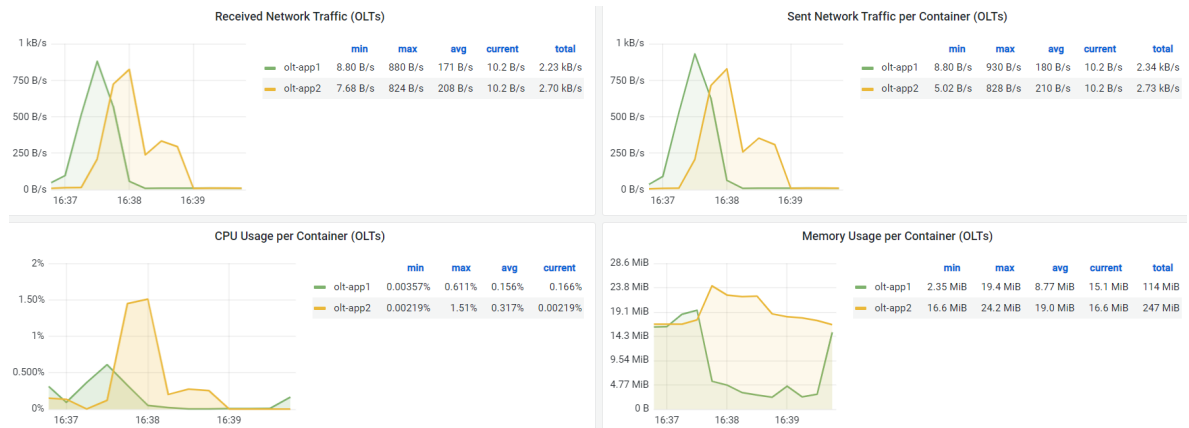 Received Network Traffic (OLTs)
1 kB/s
750 B/s
500 B/s
250 B/s
0 B/s
16:37 16:38 16:39
min max avg current total
olt-app1 8.80 B/s 880 B/s 171 B/s 10.2 B/s 2.23 kB/s
olt-app2 7.68 B/s 824 B/s 208 B/s 10.2 B/s 2.70 kB/s
Sent Network Traffic per Container (OLTs)
1 kB/s
750 B/s
500 B/s
250 B/s
0 B/s
16:37 16:38 16:39
min max avg current total
olt-app1 8.80 B/s 930 B/s 180 B/s 10.2 B/s 2.34 kB/s
olt-app2 5.02 B/s 828 B/s 210 B/s 10.2 B/s 2.73 kB/s
CPU Usage per Container (OLTs)
2%
1.50%
1%
0.500%
0%
16:37 16:38 16:39
min max avg current
olt-app1 0.00357% 0.611% 0.156% 0.166%
olt-app2 0.00219% 1.51% 0.317% 0.00219%
Memory Usage per Container (OLTs)
28.6 MiB
23.8 MiB
19.1 MiB
14.3 MiB
9.54 MiB
4.77 MiB
0 B
16:37 16:38 16:39
min max avg current total
olt-app1 2.35 MiB 19.4 MiB 8.77 MiB 15.1 MiB 114 MiB
olt-app2 16.6 MiB 24.2 MiB 19.0 MiB 16.6 MiB 247 MiB